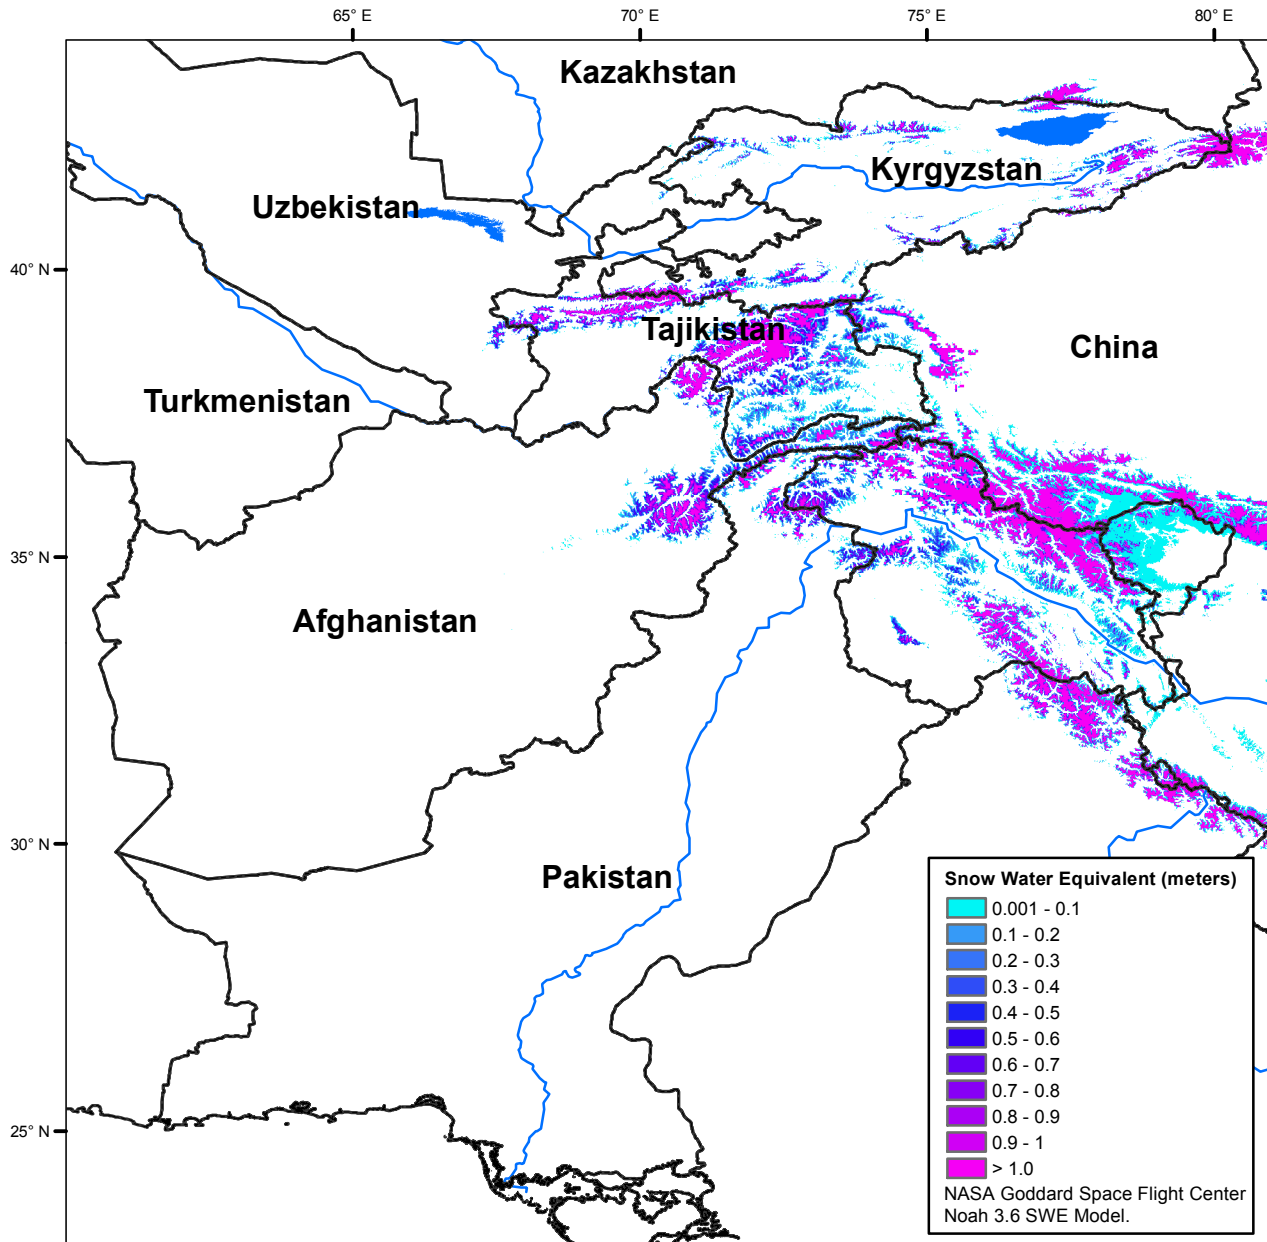 65° E
70° E
75° E
80° E
Kazakhstan
Kyrgyzstan
Uzbekistan
40° N
Tajikistan
China
Turkmenistan
35° N
Afghanistan
30° N
Pakistan
25° N
Snow Water Equivalent (meters)
0.001 - 0.1
0.1 - 0.2
0.2 - 0.3
0.3 - 0.4
0.4 - 0.5
0.5 - 0.6
0.6 - 0.7
0.7 - 0.8
0.8 - 0.9
0.9 - 1
> 1.0
NASA Goddard Space Flight Center
Noah 3.6 SWE Model.